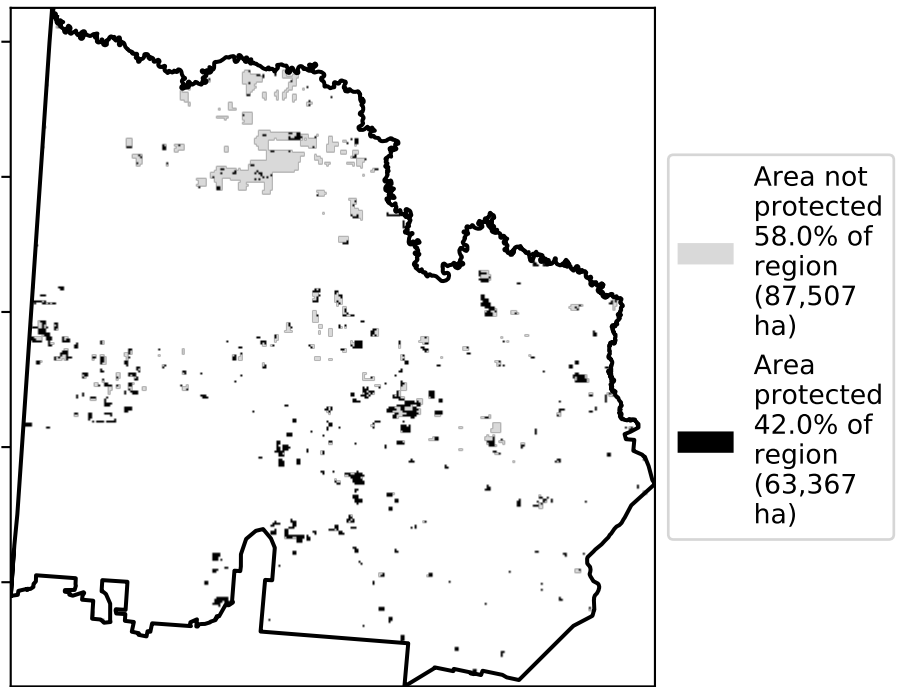 Area not
protected
58.0% of
region
(87,507
ha)
Area
protected
42.0% of
region
(63,367
ha)